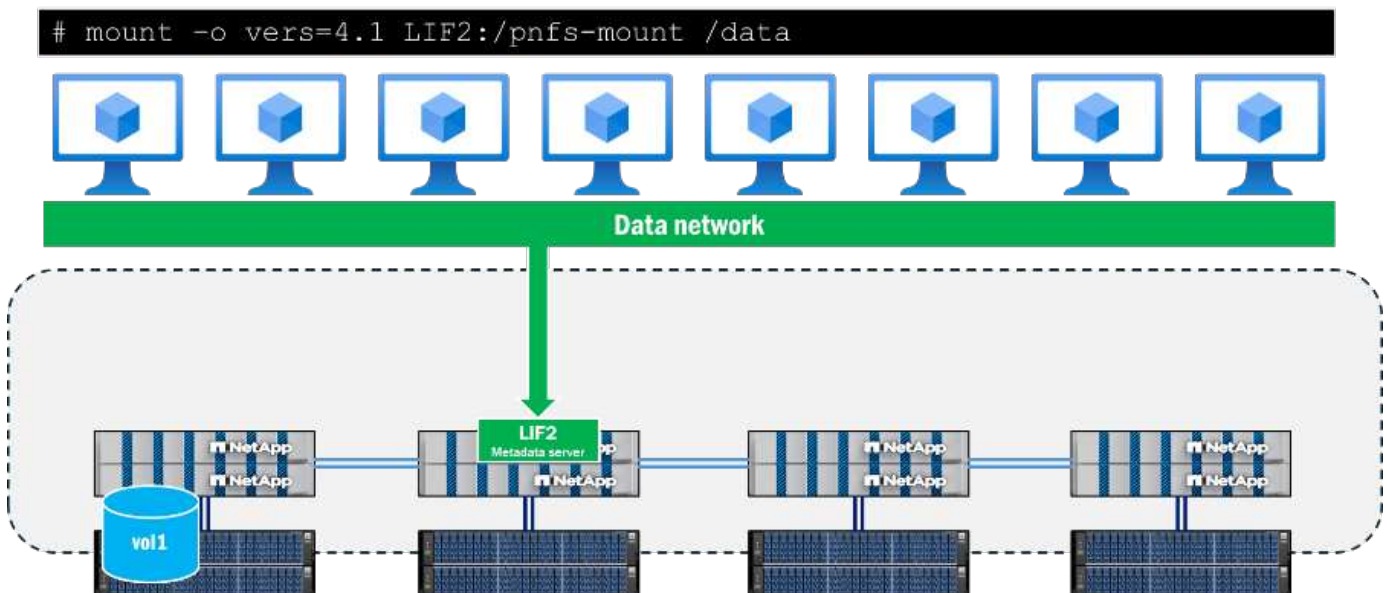 # mount -o vers=4.1 LIF2:/pnfs-mount /data
Data network
LIF2
Metadata server
NetApp
NetApp
NetApp
NetApp
NetApp
NetApp
NetApp
vol1